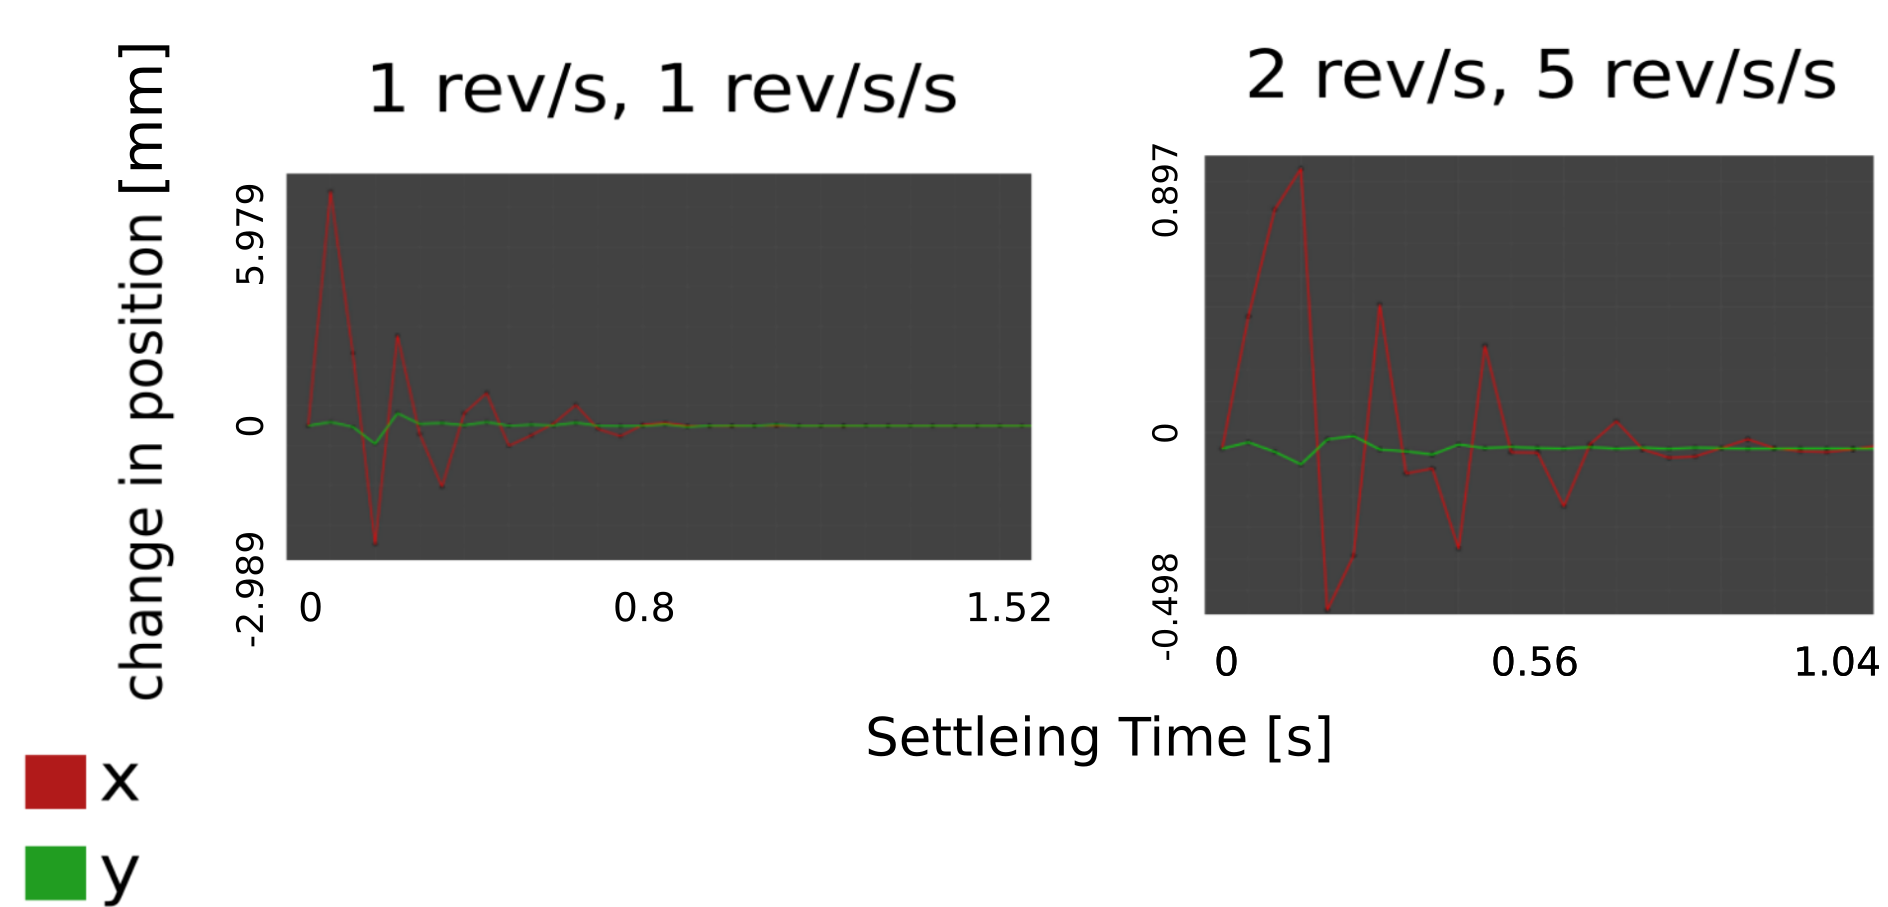 1 rev/s, 1 rev/s/s
2 rev/s, 5 rev/s/s
change in position [mm]
5.979
0
-2.989
0 0.8 1.52
0.897
0
-0.498
0 0.56 1.04
Settleing Time [s]
x
y